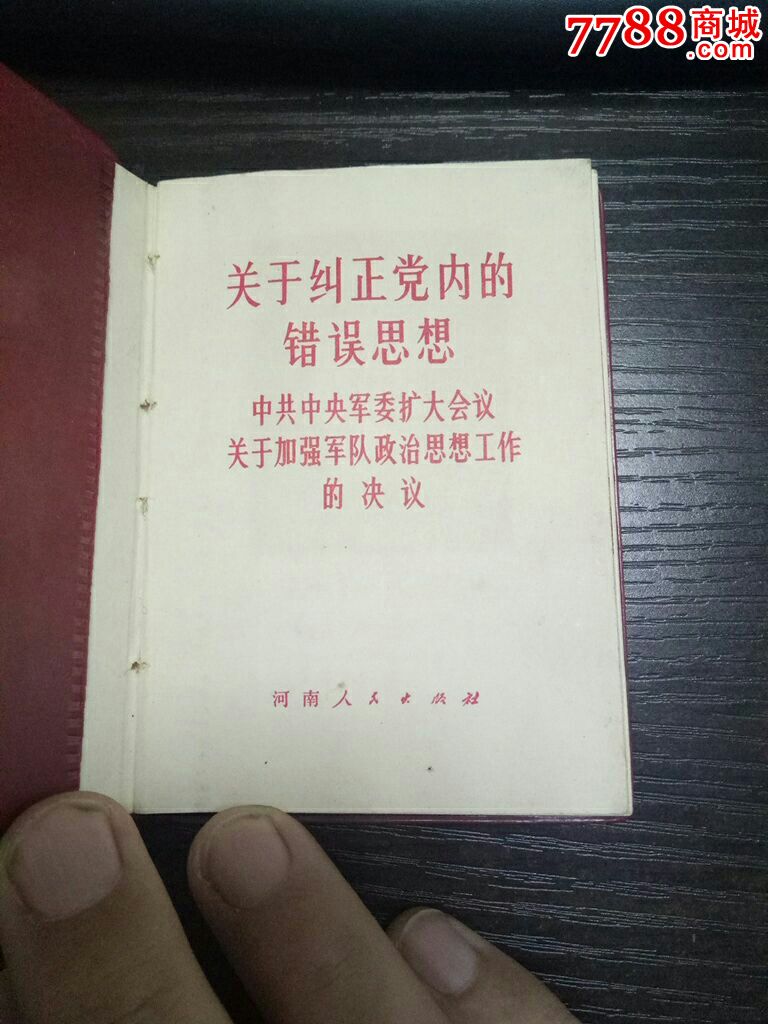 7788商城
.com
关于纠正党内的
错误思想
中共中央军委扩大会议
关于加强军队政治思想工作
的决议
河南人民出版社